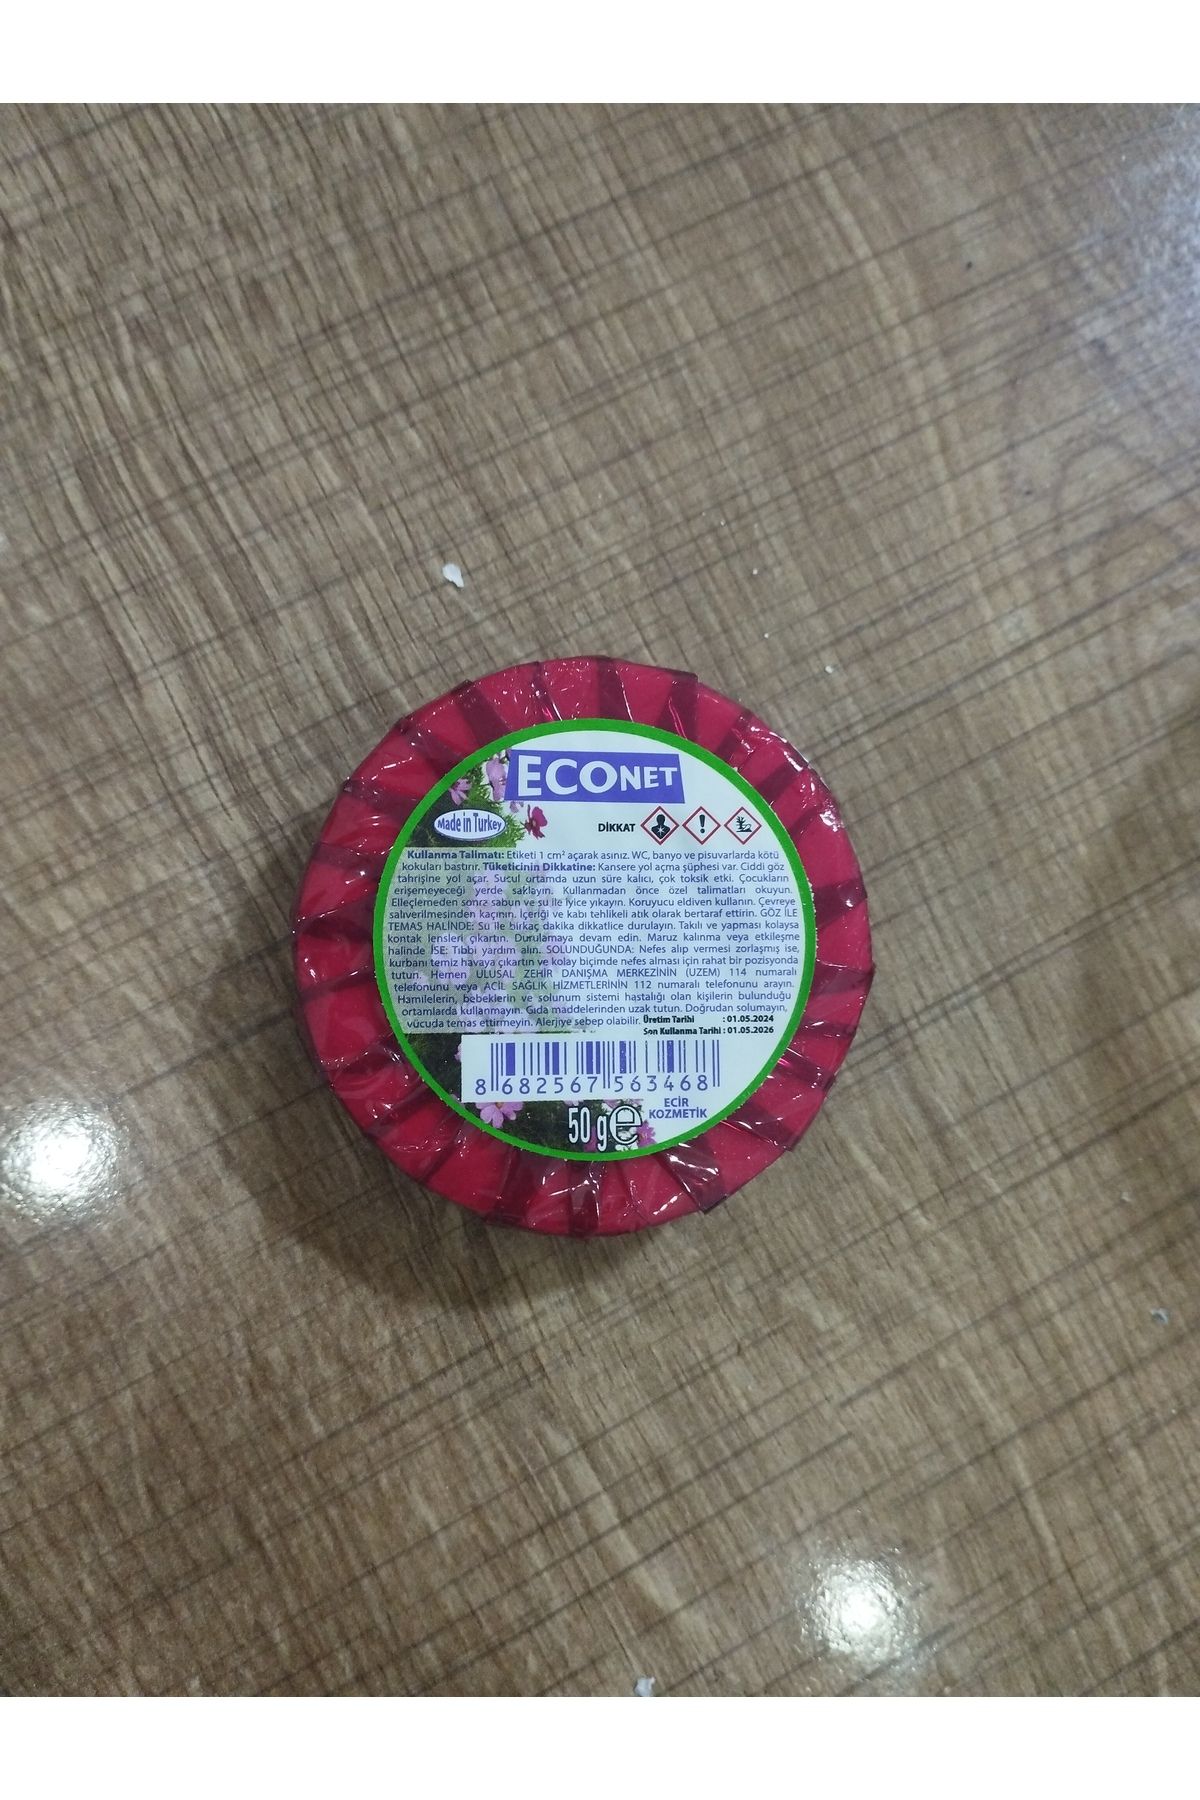 ECONET
Made in Turkey
DİKKAT
Kullanma Talimatı: Etiketi 1 cm² açarak asınız. WC, banyo ve pisuvarlarda kötü
kokuları bastırır. Tüketicinin Dikkatine: Kansere yol açma şüphesi var. Ciddi göz
tahrişine yol açar. Sucul ortamda uzun süre kalıcı, çok toksik etki. Çocukların
erişemeyeceği yerde saklayın. Kullanmadan önce özel talimatları okuyun.
Elleçlemeden sonra sabun ve su ile iyice yıkayın. Koruyucu eldiven kullanın. Çevreye
salıverilmesinden kaçının. İçeriği ve kabı tehlikeli atık olarak bertaraf ettirin. GÖZ İLE
TEMAS HALİNDE: Su ile birkaç dakika dikkatlice durulayın. Takılı ve yapması kolaysa
kontak lensleri çıkartın. Durulamaya devam edin. Maruz kalınma veya etkileşme
halinde İSE: Tıbbi yardım alın. SOLUNDUĞUNDA: Nefes alıp vermesi zorlaşmış ise,
kurbanı temiz havaya çıkartın ve kolay biçimde nefes alması için rahat bir pozisyonda
tutun. Hemen ULUSAL ZEHİR DANIŞMA MERKEZİNİN (UZEM) 114 numaralı
telefonunu veya ACİL SAĞLIK HİZMETLERİNİN 112 numaralı telefonunu arayın.
Hamilelerin, bebeklerin ve solunum sistemi hastalığı olan kişilerin bulunduğu
ortamlarda kullanmayın. Gıda maddelerinden uzak tutun. Doğrudan solumayın,
vücuda temas ettirmeyin. Alerjiye sebep olabilir. Üretim Tarihi : 01.05.2024
Son Kullanma Tarihi : 01.05.2026
8 682567 563468
ECİR
KOZMETİK
50 g e